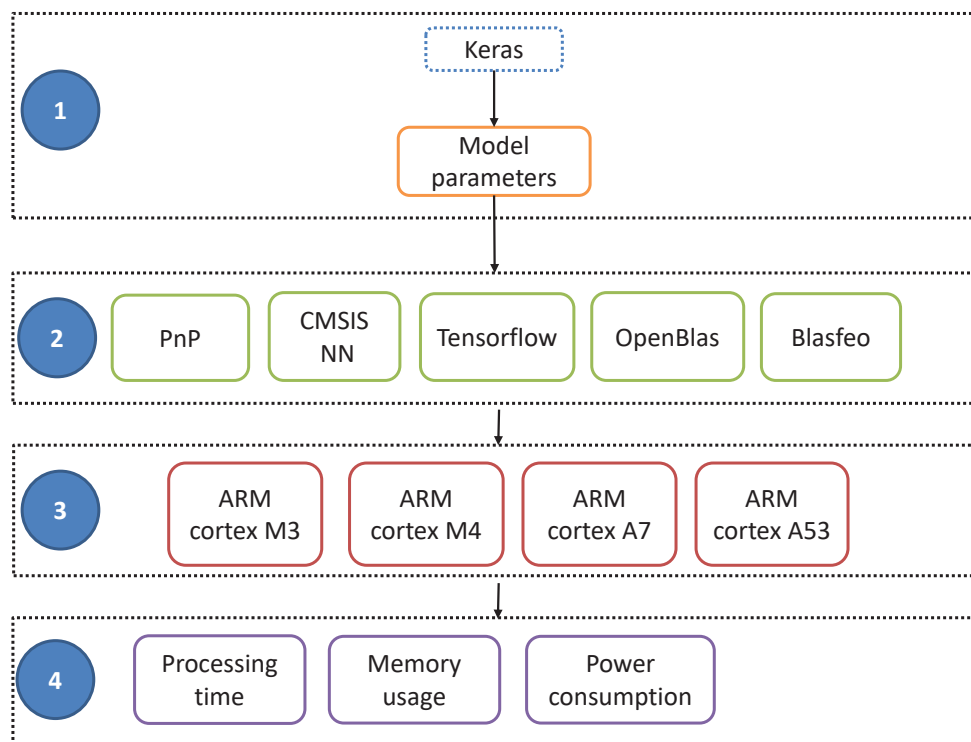 Keras
1
Model
parameters
2
PnP
CMSIS
NN
Tensorflow
OpenBlas
Blasfeo
3
ARM
cortex M3
ARM
cortex M4
ARM
cortex A7
ARM
cortex A53
4
Processing
time
Memory
usage
Power
consumption